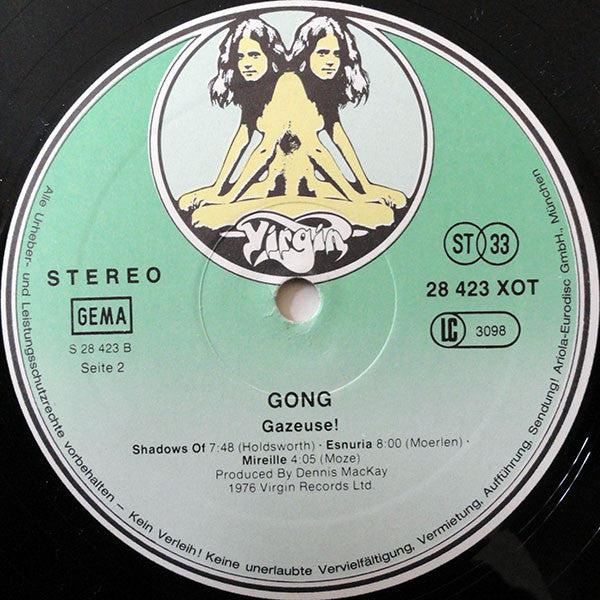 Virgin
STEREO
GEMA
S 28 423 B
Seite 2
ST 33
28 423 XOT
LC 3098
GONG
Gazeuse!
Shadows Of 7:48 (Holdsworth) · Esnuria 8:00 (Moerlen) ·
Mireille 4:05 (Moze)
Produced By Dennis MacKay
1976 Virgin Records Ltd.
Alle Urheber- und Leistungsschutzrechte vorbehalten – Kein Verleih! Keine unerlaubte Vervielfältigung, Vermietung, Aufführung, Sendung! Ariola-Eurodisc GmbH., München